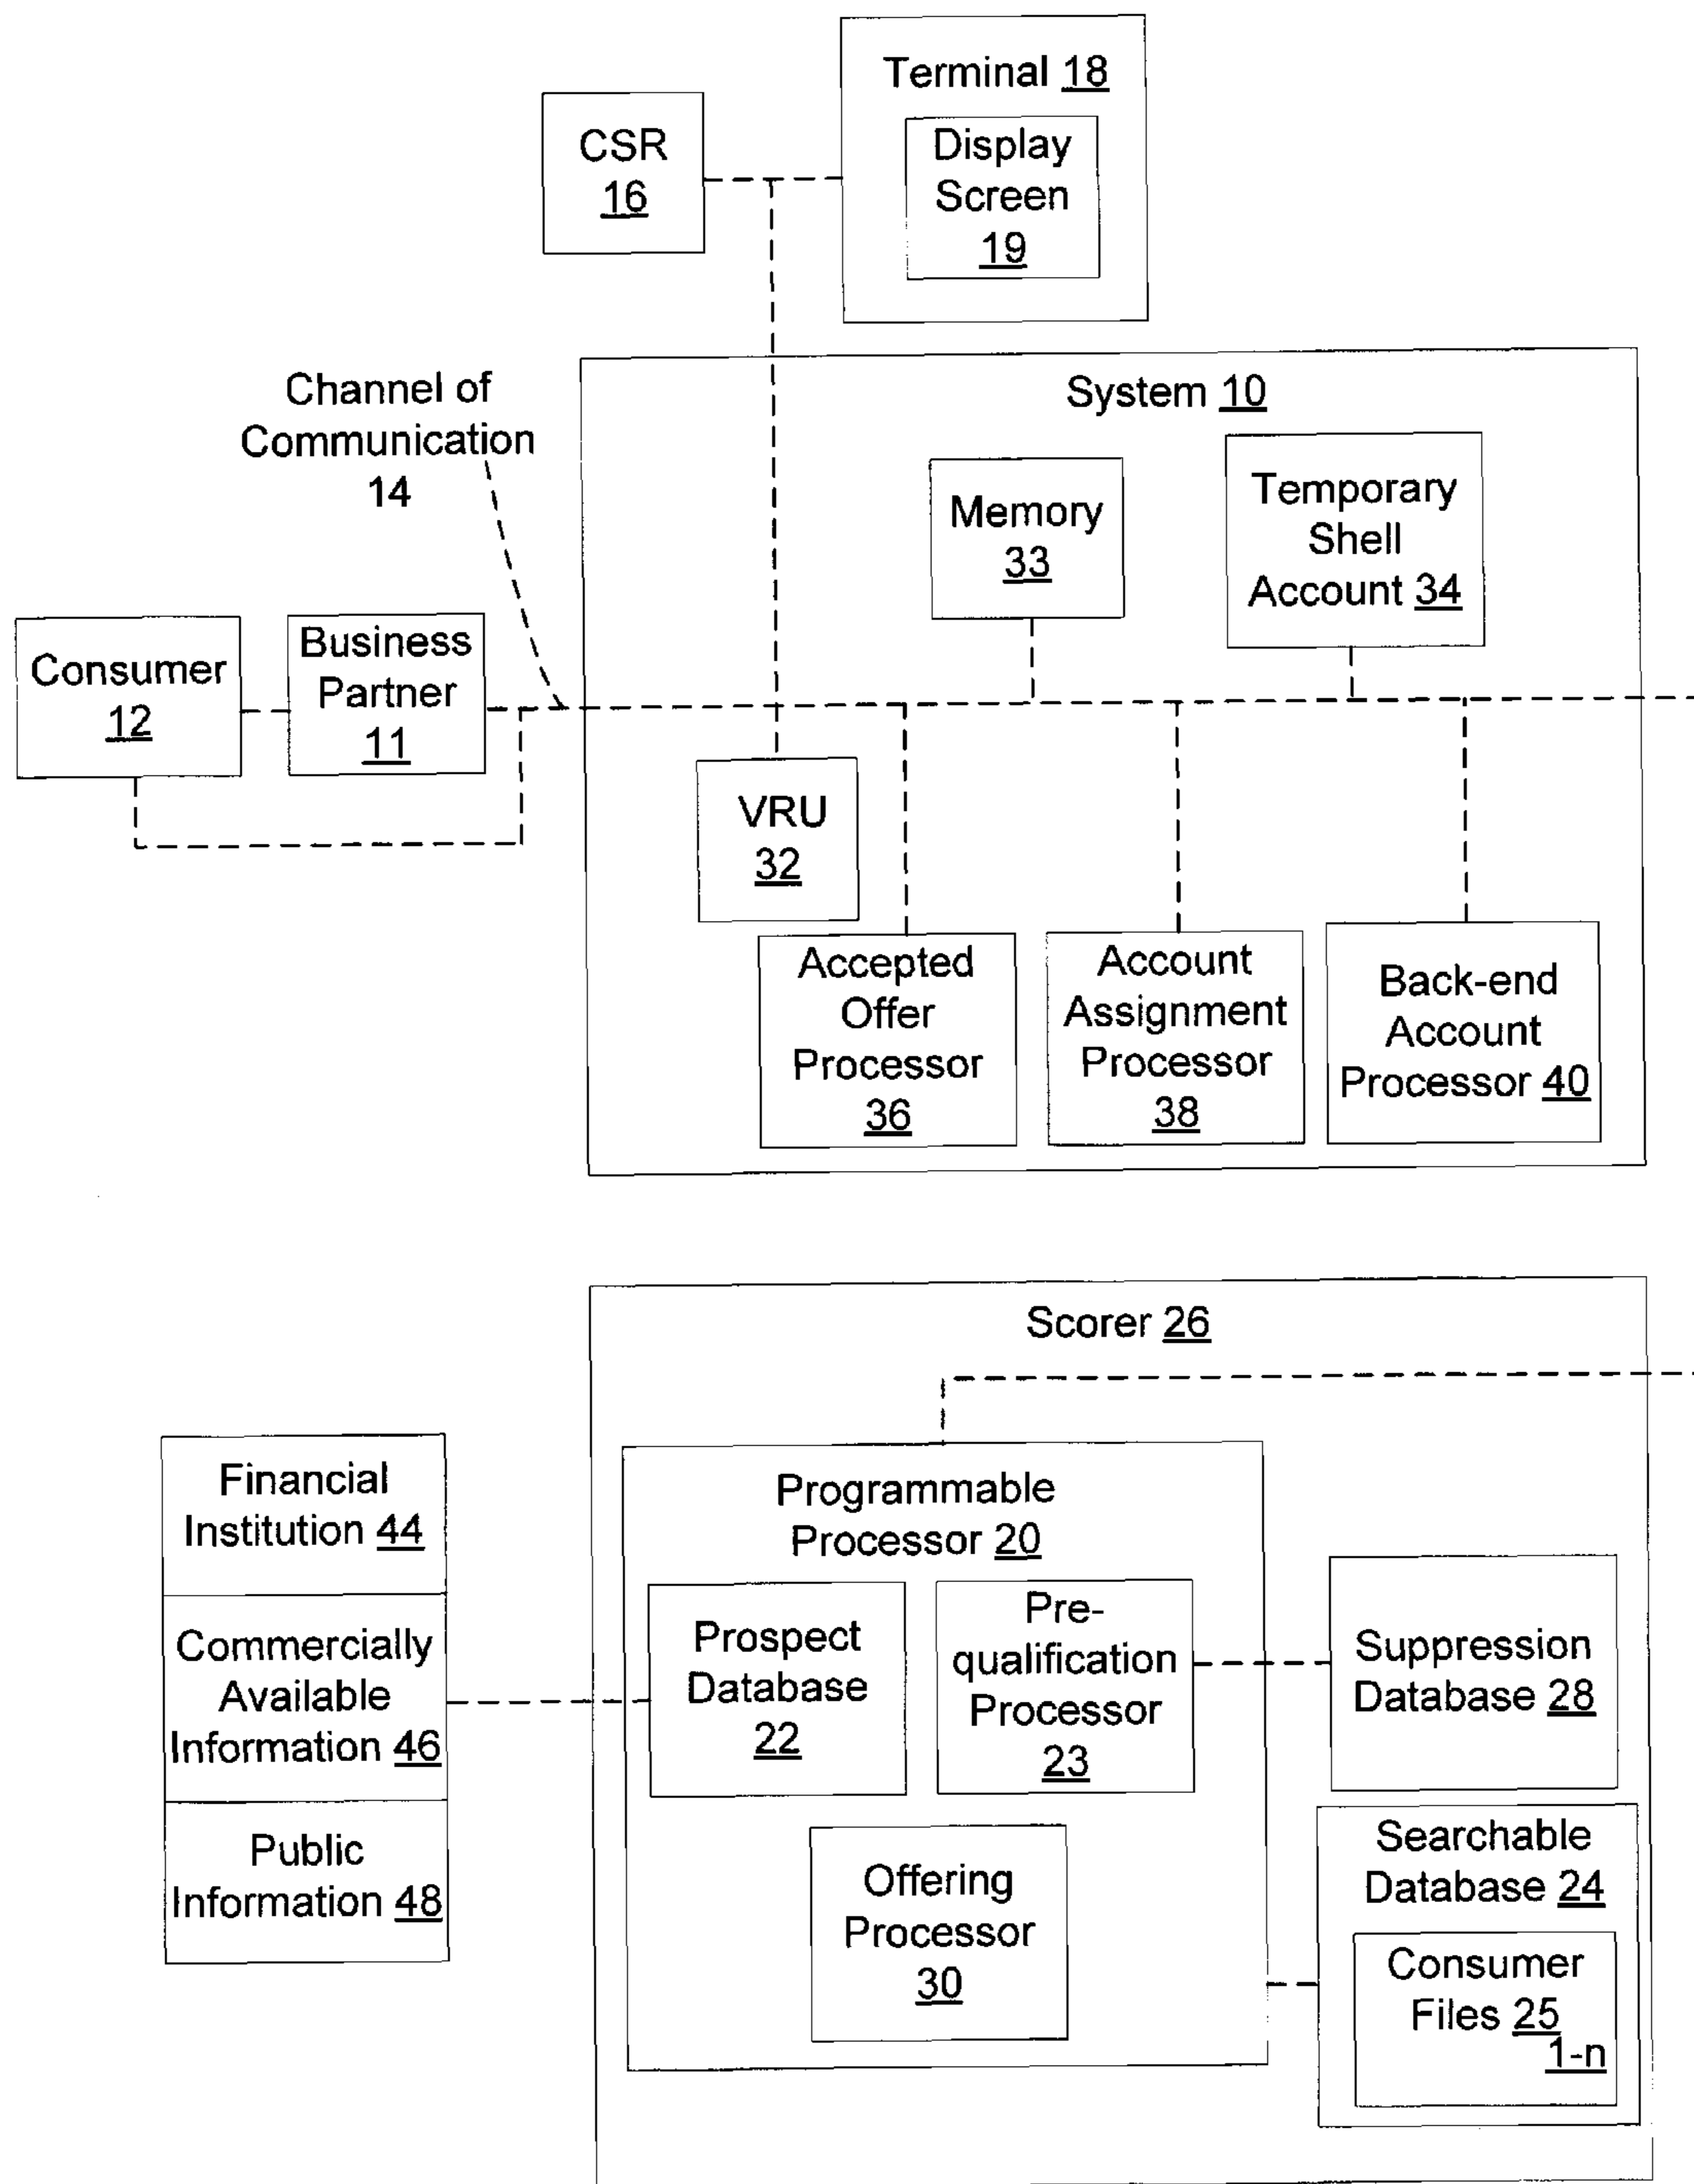 Terminal 18
CSR
16
Display
Screen
19
Channel of
Communication
14
System 10
Memory
33
Temporary
Shell
Account 34
Consumer
12
Business
Partner
11
VRU
32
Accepted
Offer
Processor
36
Account
Assignment
Processor
38
Back-end
Account
Processor 40
Scorer 26
Financial
Institution 44
Commercially
Available
Information 46
Public
Information 48
Programmable
Processor 20
Prospect
Database
22
Pre-
qualification
Processor
23
Suppression
Database 28
Offering
Processor
30
Searchable
Database 24
Consumer
Files 25
1-n